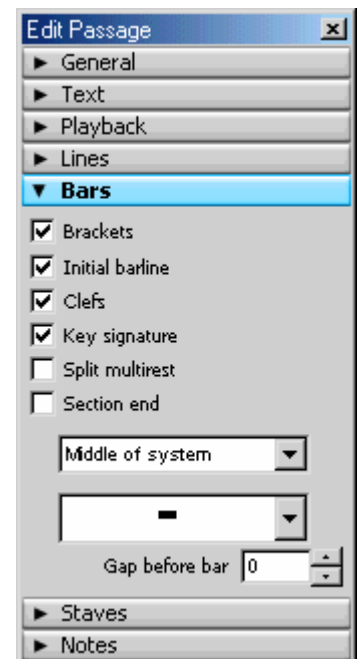 Edit Passage
General
Text
Playback
Lines
Bars
Brackets
Initial barline
Clefs
Key signature
Split multirest
Section end
Middle of system
Gap before bar 0
Staves
Notes